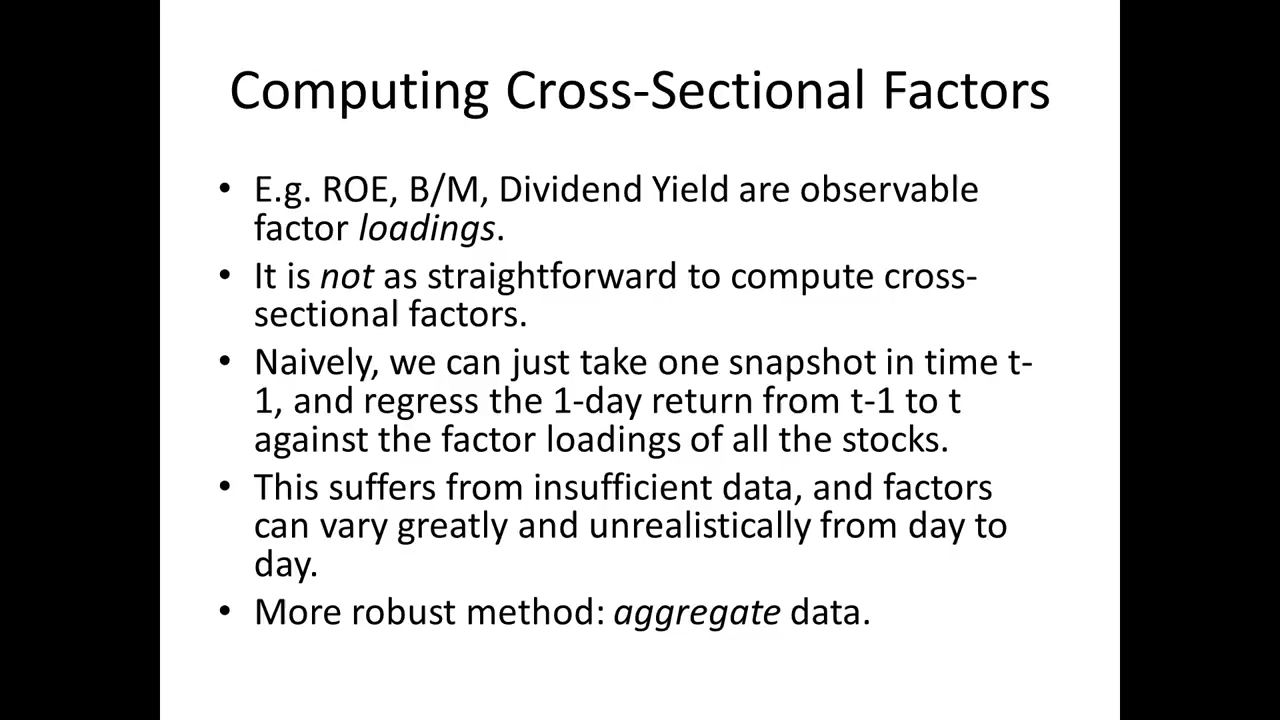 Computing Cross-Sectional Factors
• E.g. ROE, B/M, Dividend Yield are observable
factor loadings.
• It is not as straightforward to compute cross-
sectional factors.
• Naively, we can just take one snapshot in time t-
1, and regress the 1-day return from t-1 to t
against the factor loadings of all the stocks.
• This suffers from insufficient data, and factors
can vary greatly and unrealistically from day to
day.
• More robust method: aggregate data.